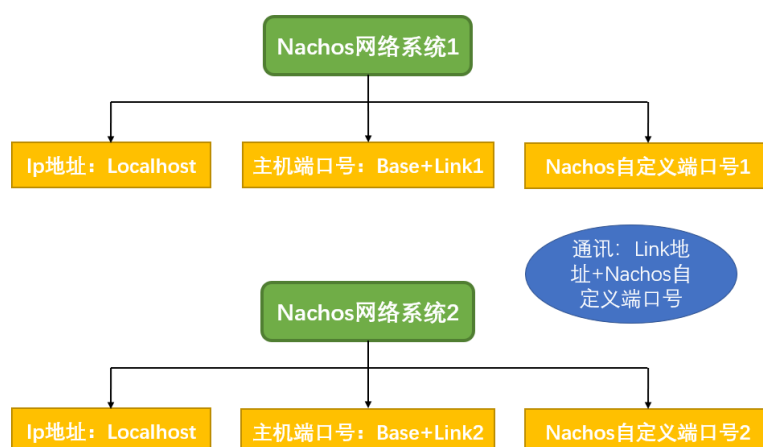 Nachos网络系统1
Ip地址：Localhost
主机端口号：Base+Link1
Nachos自定义端口号1
通讯：Link地
址+Nachos自
定义端口号
Nachos网络系统2
Ip地址：Localhost
主机端口号：Base+Link2
Nachos自定义端口号2